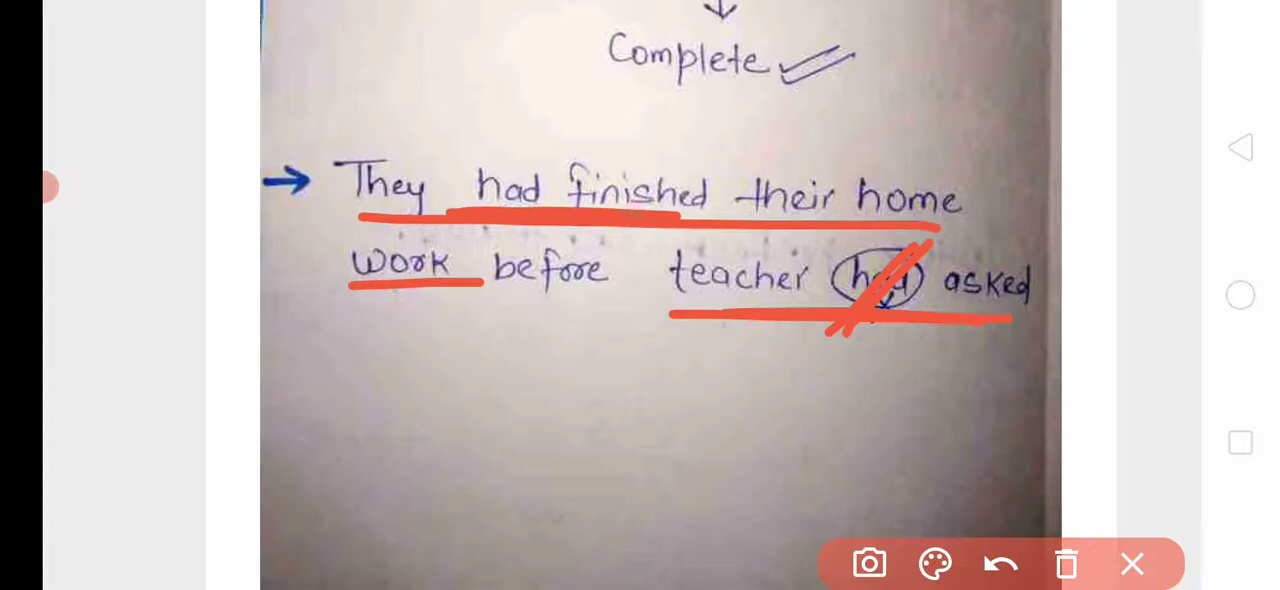 Complete
They had finished their home
work before teacher had asked